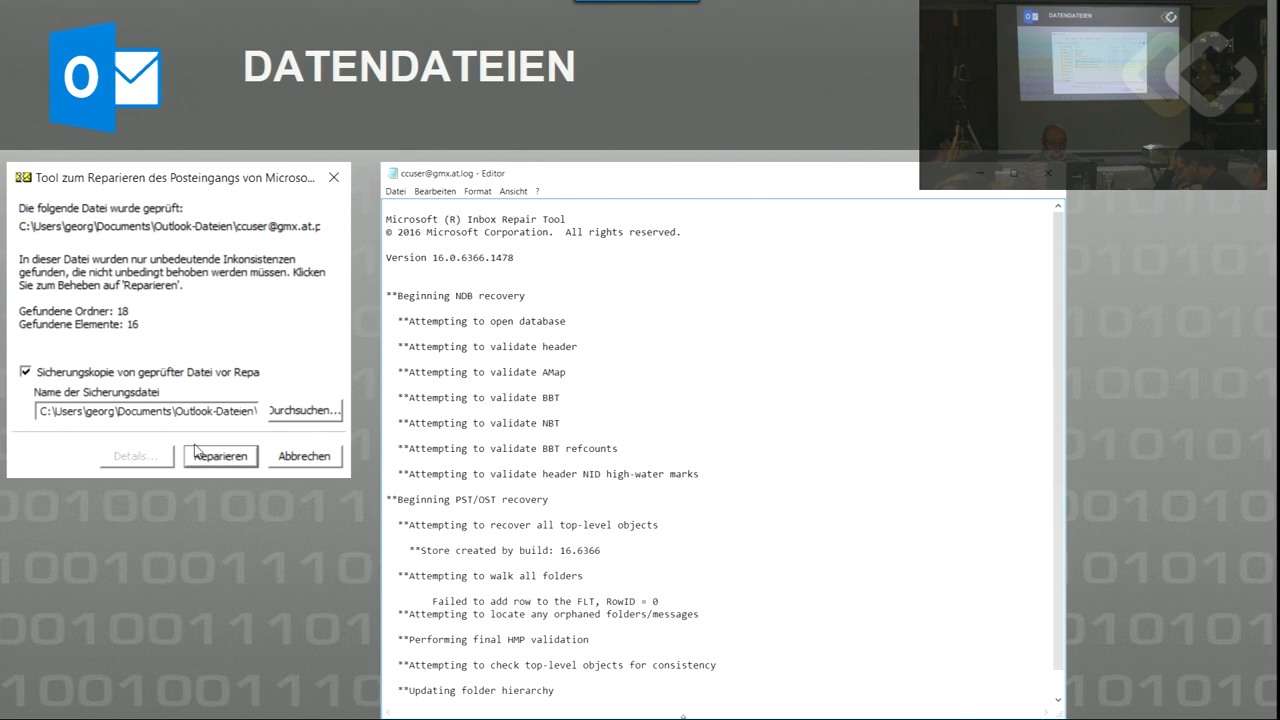 DATENDATEIEN
DATENDATEIEN
Tool zum Reparieren des Posteingangs von Microso...
Die folgende Datei wurde geprüft:
C:\Users\georg\Documents\Outlook-Dateien\ccuser@gmx.at.p
In dieser Datei wurden nur unbedeutende Inkonsistenzen
gefunden, die nicht unbedingt behoben werden müssen. Klicken
Sie zum Beheben auf 'Reparieren'.
Gefundene Ordner: 18
Gefundene Elemente: 16
Sicherungskopie von geprüfter Datei vor Repa
Name der Sicherungsdatei
C:\Users\georg\Documents\Outlook-Dateien\
Durchsuchen...
Details...
Reparieren
Abbrechen
ccuser@gmx.at.log - Editor
Datei Bearbeiten Format Ansicht ?
Microsoft (R) Inbox Repair Tool
© 2016 Microsoft Corporation.  All rights reserved.
Version 16.0.6366.1478
**Beginning NDB recovery
**Attempting to open database
**Attempting to validate header
**Attempting to validate AMap
**Attempting to validate BBT
**Attempting to validate NBT
**Attempting to validate BBT refcounts
**Attempting to validate header NID high-water marks
**Beginning PST/OST recovery
**Attempting to recover all top-level objects
**Store created by build: 16.6366
**Attempting to walk all folders
Failed to add row to the FLT, RowID = 0
**Attempting to locate any orphaned folders/messages
**Performing final HMP validation
**Attempting to check top-level objects for consistency
**Updating folder hierarchy